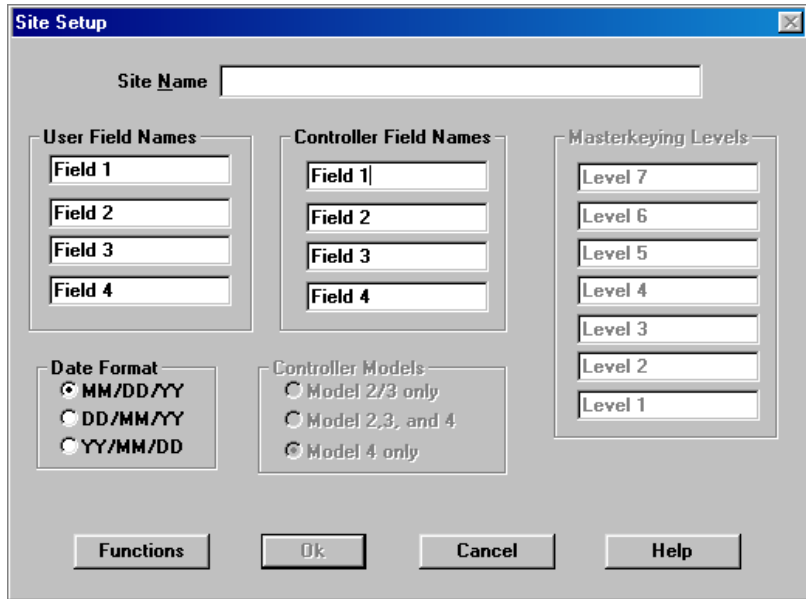 Site Setup
Site Name
User Field Names
Field 1
Field 2
Field 3
Field 4
Controller Field Names
Field 1
Field 2
Field 3
Field 4
Masterkeying Levels
Level 7
Level 6
Level 5
Level 4
Level 3
Level 2
Level 1
Date Format
MM/DD/YY
DD/MM/YY
YY/MM/DD
Controller Models
Model 2/3 only
Model 2,3, and 4
Model 4 only
Functions
Ok
Cancel
Help